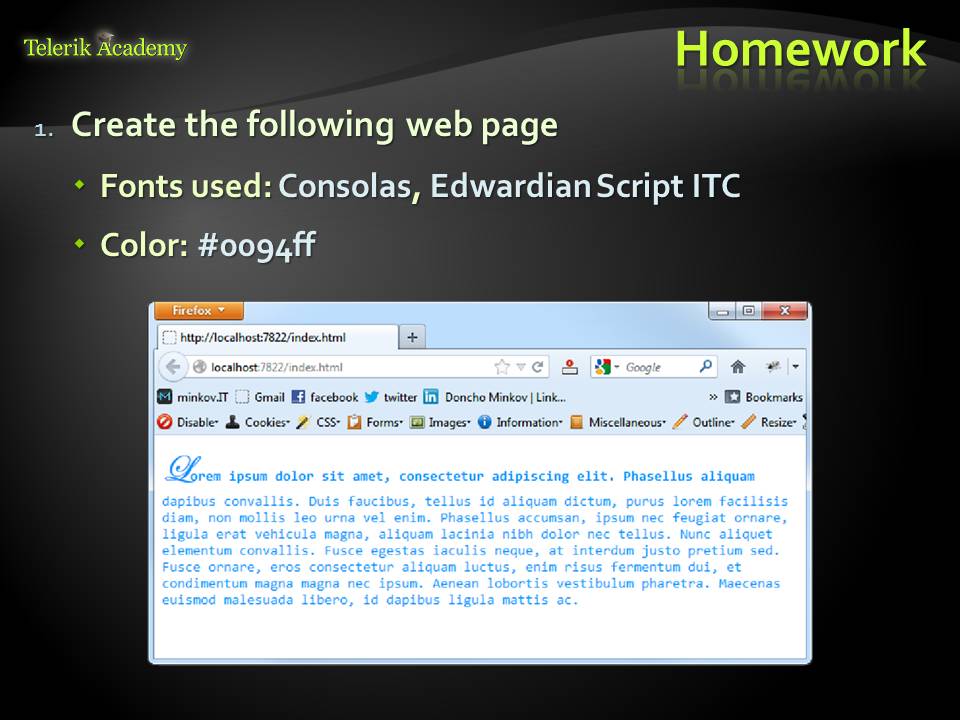 Telerik Academy
Homework
1. Create the following web page
Fonts used: Consolas, Edwardian Script ITC
Color: #0094ff
Firefox
http://localhost:7822/index.html
localhost:7822/index.html
Google
minkov.IT Gmail facebook twitter Doncho Minkov | Link... » Bookmarks
Disable Cookies CSS Forms Images Information Miscellaneous Outline Resize
Lorem ipsum dolor sit amet, consectetur adipiscing elit. Phasellus aliquam
dapibus convallis. Duis faucibus, tellus id aliquam dictum, purus lorem facilisis
diam, non mollis leo urna vel enim. Phasellus accumsan, ipsum nec feugiat ornare,
ligula erat vehicula magna, aliquam lacinia nibh dolor nec tellus. Nunc aliquet
elementum convallis. Fusce egestas iaculis neque, at interdum justo pretium sed.
Fusce ornare, eros consectetur aliquam luctus, enim risus fermentum dui, et
condimentum magna magna nec ipsum. Aenean lobortis vestibulum pharetra. Maecenas
euismod malesuada libero, id dapibus ligula mattis ac.